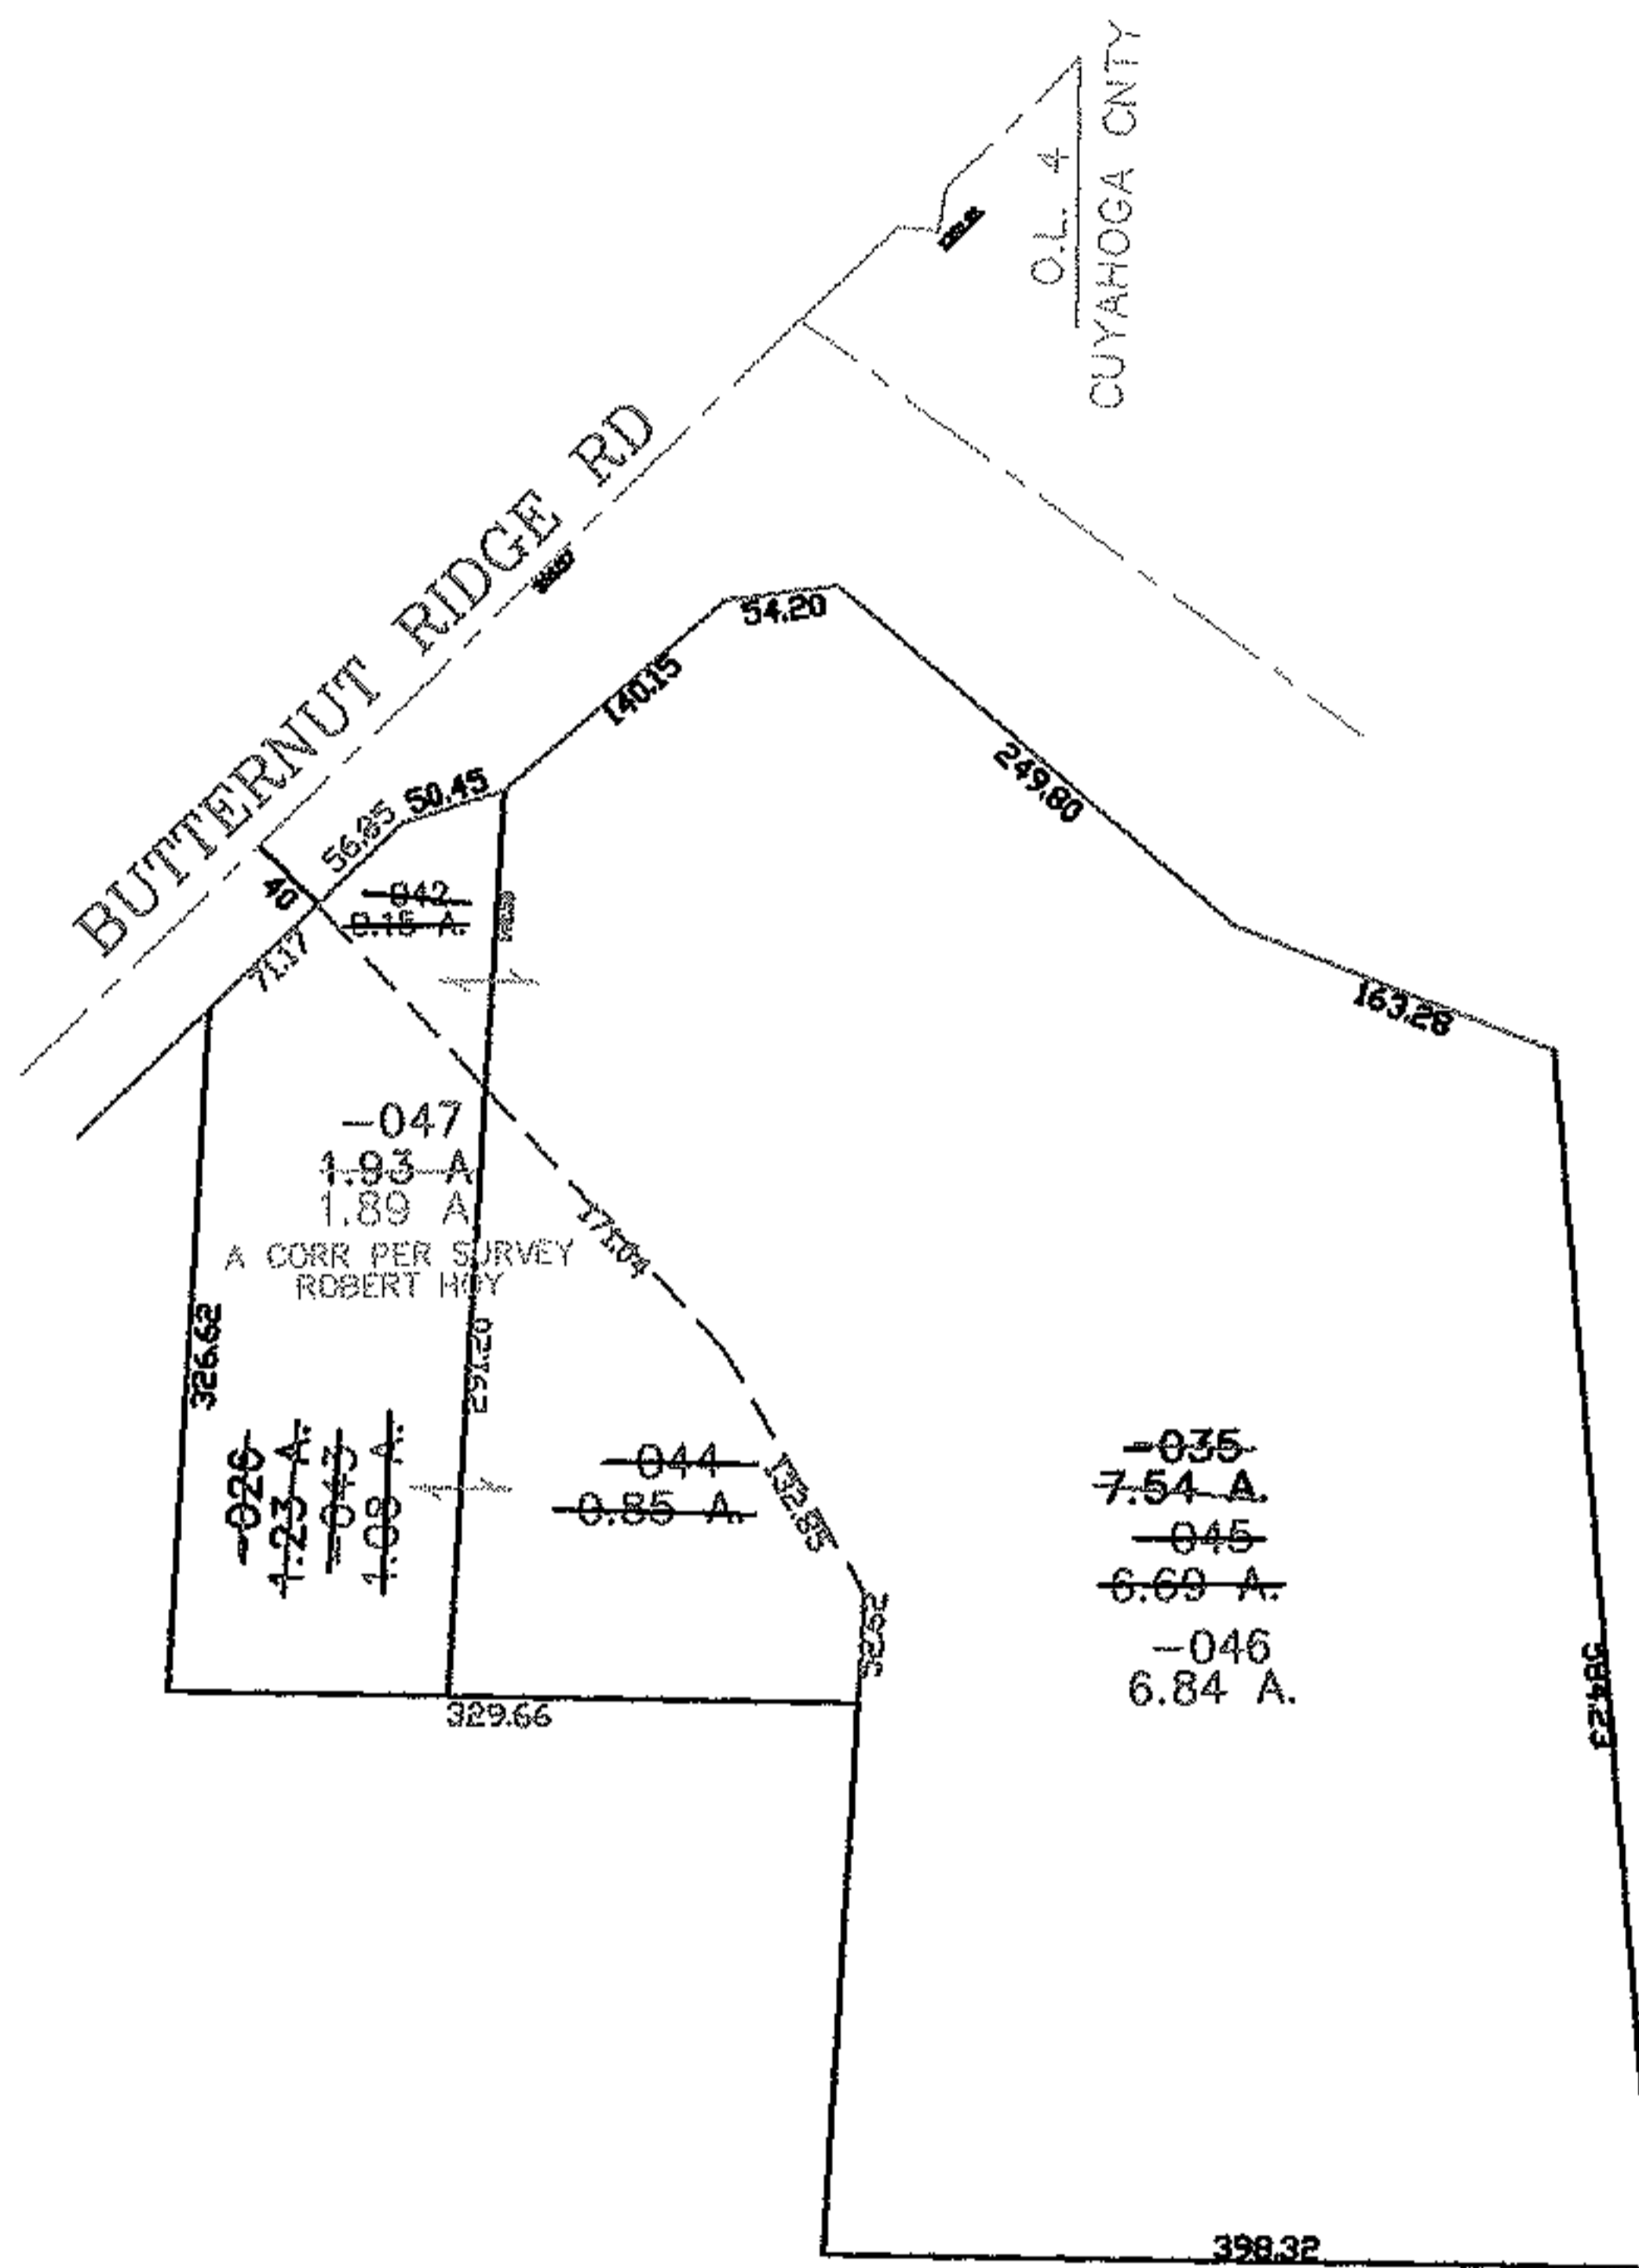 O.L. 4
CUYAHOGA CNTY
BUTTERNUT RIDGE RD
54.20
140.15
249.80
50.45
56.85
40
71.17
-042
0.15 A.
163.28
-047
1.93 A
1.89 A
A CORR PER SURVEY
ROBERT HOY
171.04
326.62
291.20
-026
1.23 A.
-043
1.08 A.
-044
0.85 A.
132.85
-035
7.54 A.
-045
6.69 A.
-046
6.84 A.
584.23
329.66
398.32